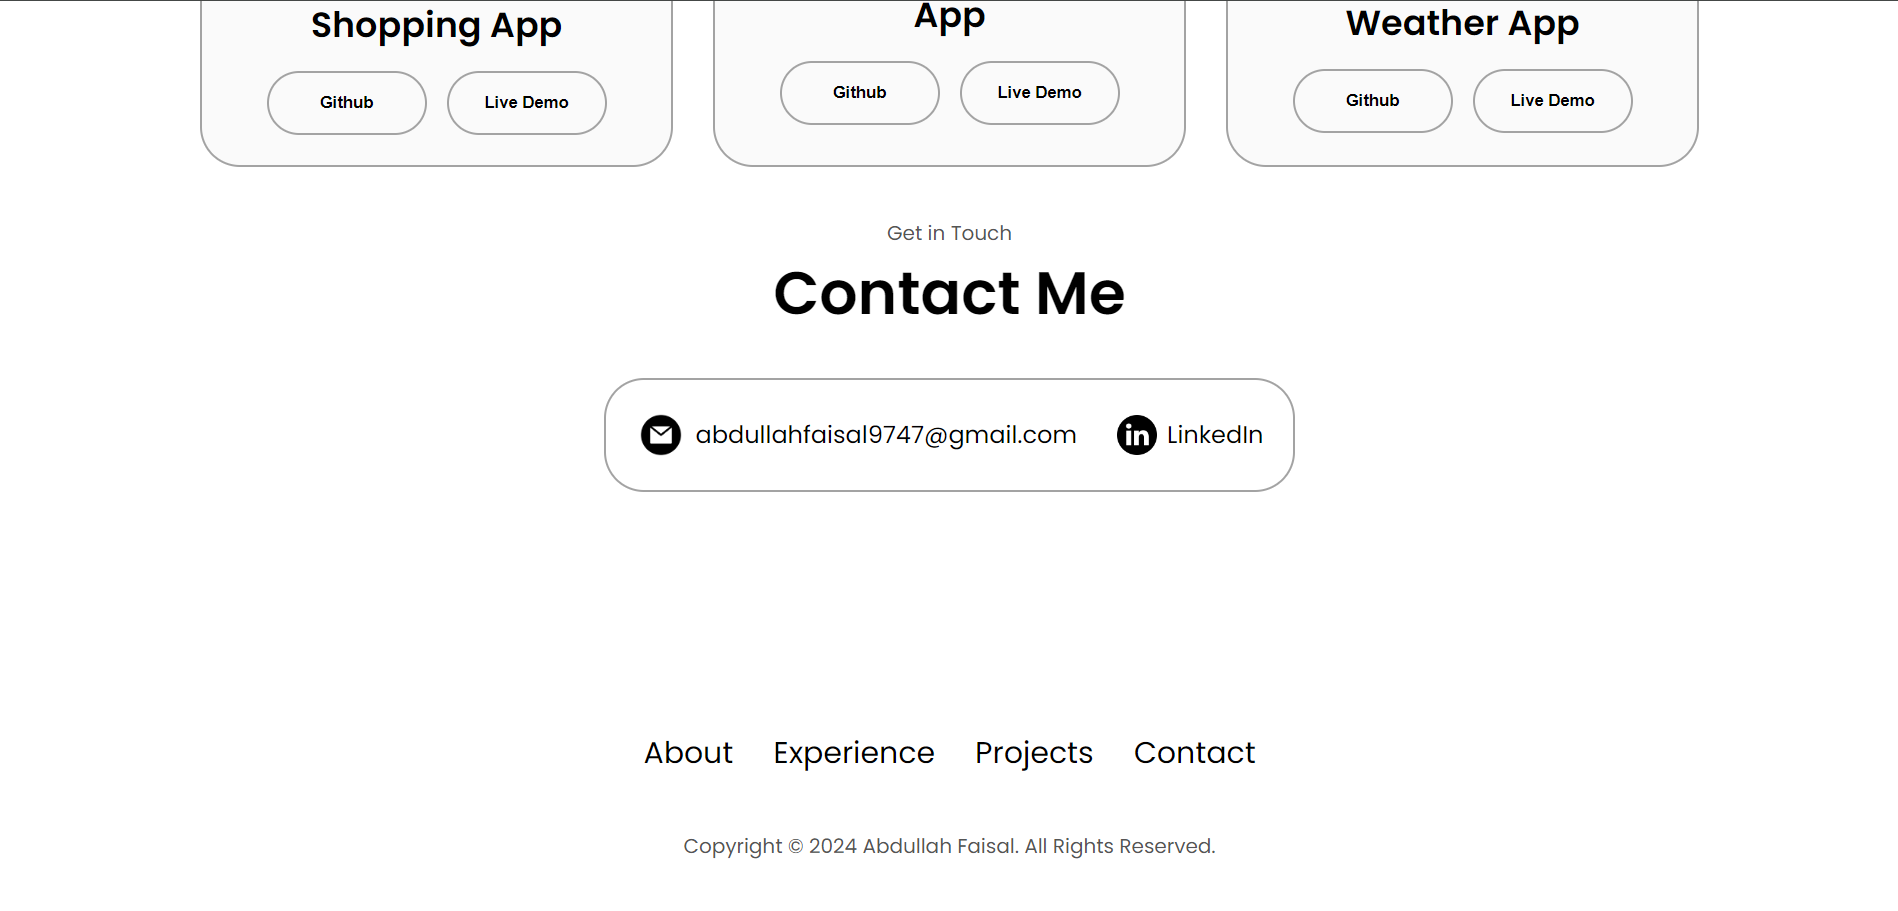 Shopping App
App
Weather App
Github
Live Demo
Github
Live Demo
Github
Live Demo
Get in Touch
Contact Me
abdullahfaisal9747@gmail.com
in LinkedIn
About Experience Projects Contact
Copyright © 2024 Abdullah Faisal. All Rights Reserved.